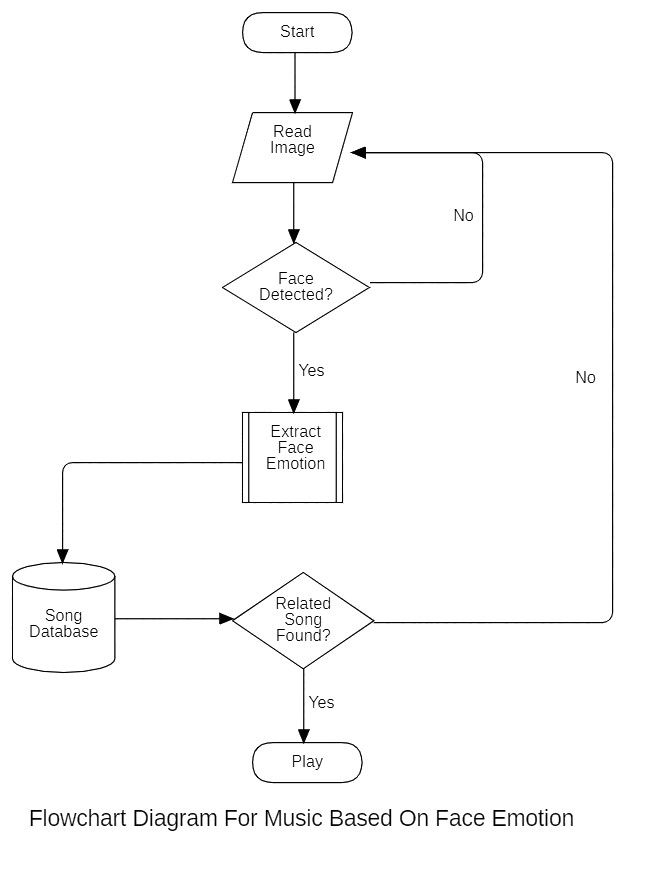 Start
Read
Image
No
Face
Detected?
Yes
No
Extract
Face
Emotion
Song
Database
Related
Song
Found?
Yes
Play
Flowchart Diagram For Music Based On Face Emotion